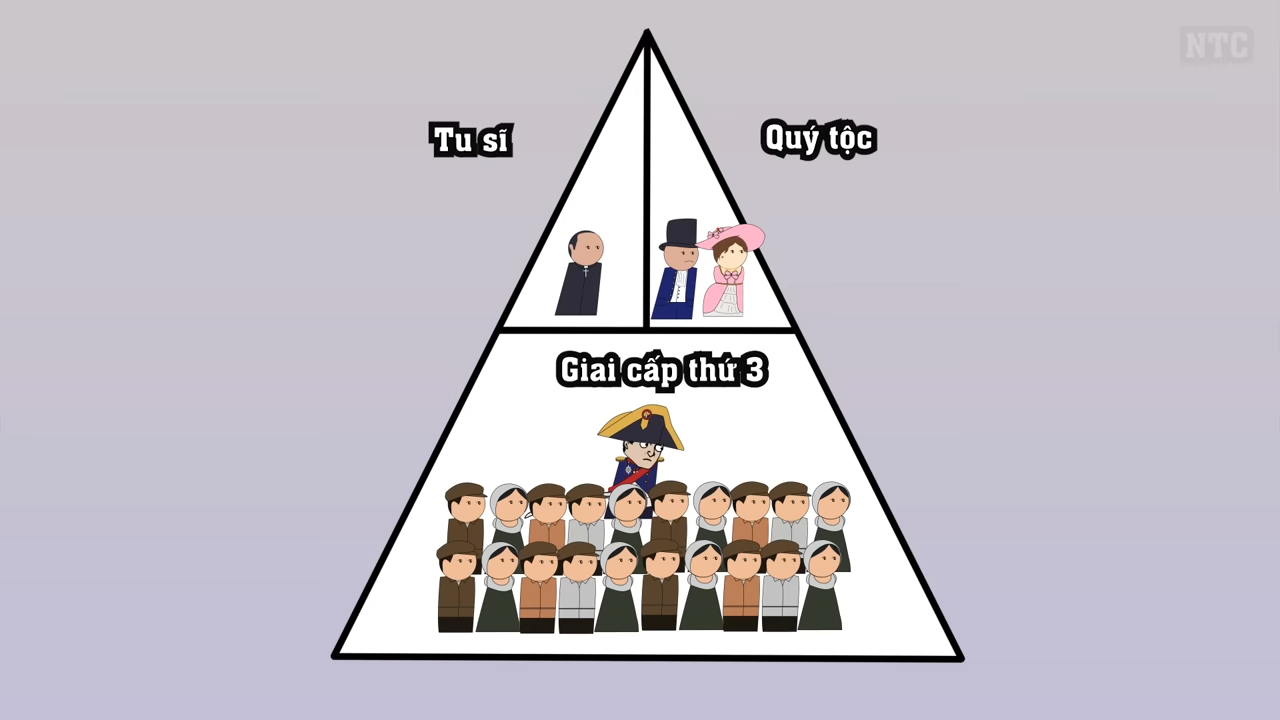 NTC
Tu sĩ
Quý tộc
Giai cấp thứ 3